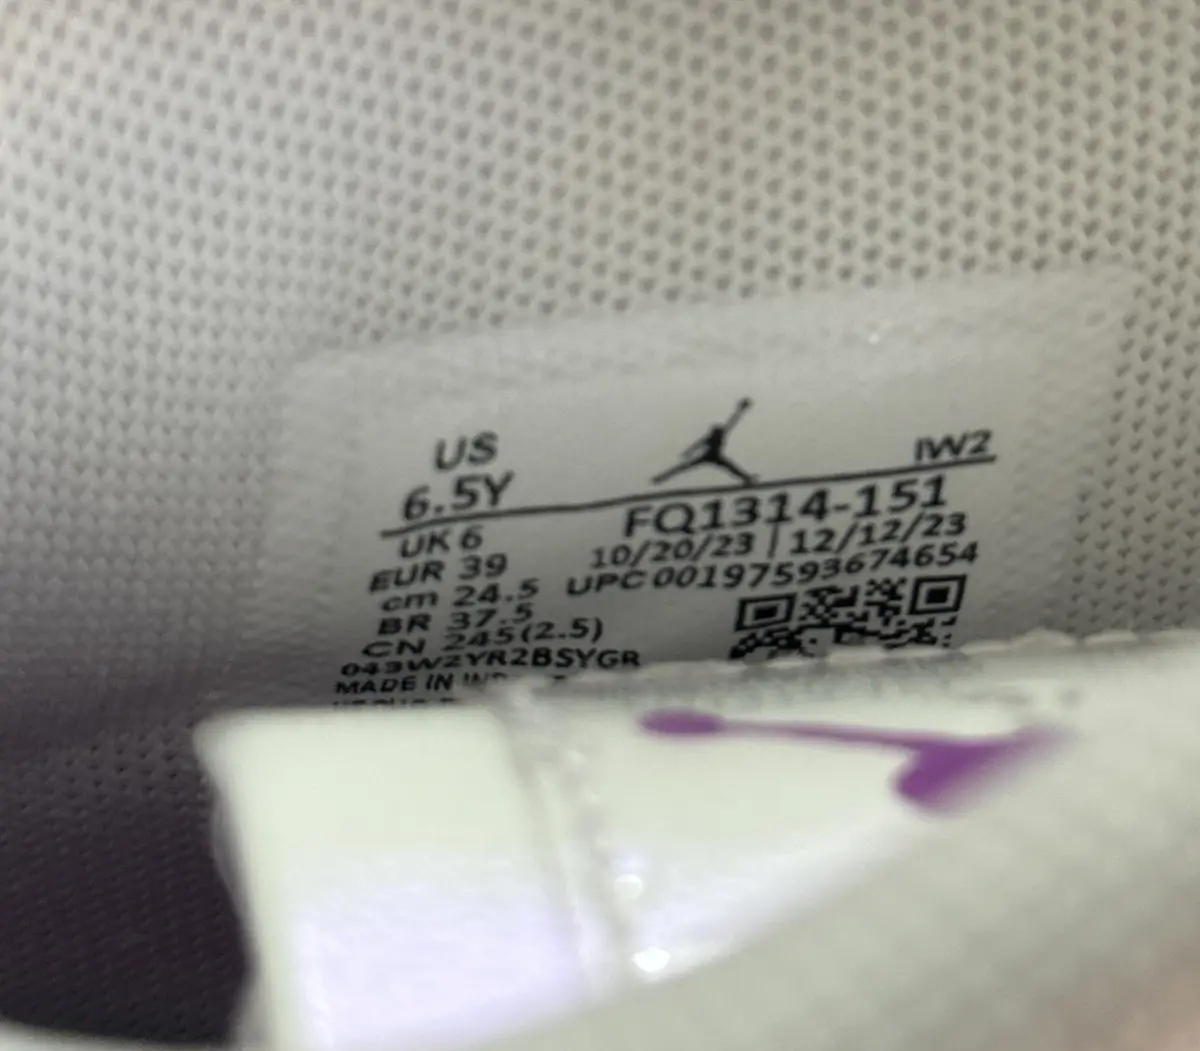 US
6.5Y
IW2
UK 6
FQ1314-151
EUR 39
10/20/23 | 12/12/23
cm 24.5
UPC 00197593674654
BR 37.5
CN 245(2.5)
043W2YR2BSYGR
MADE IN